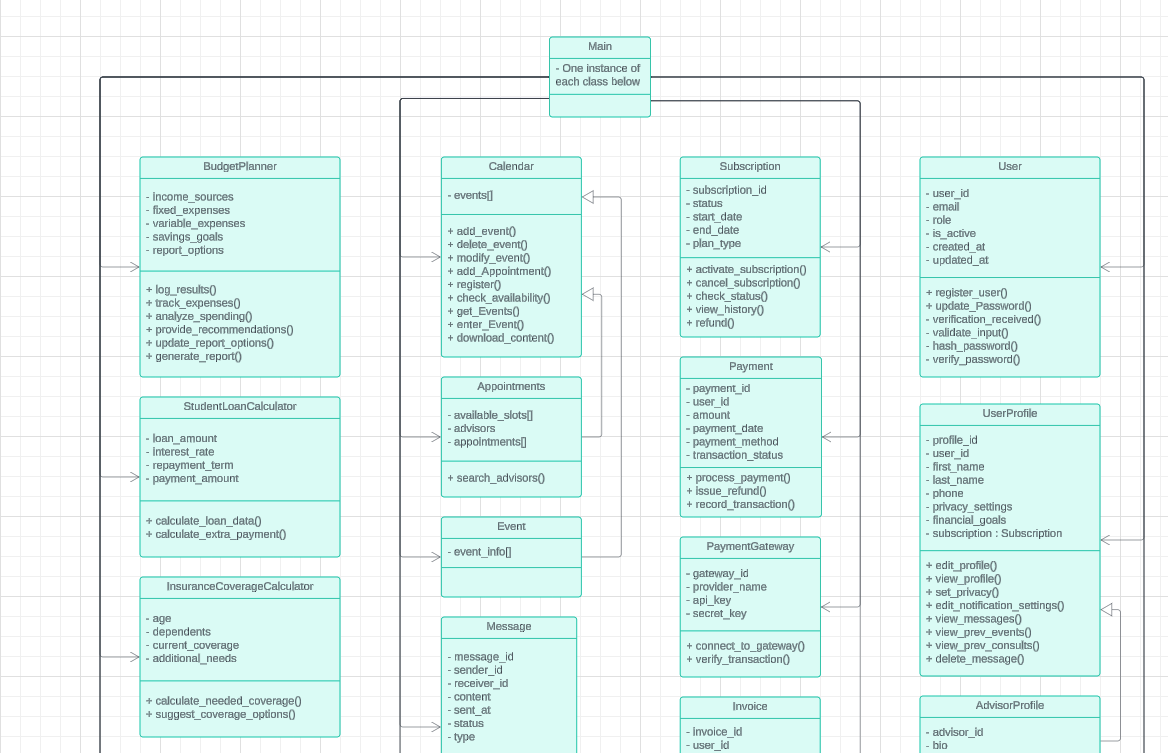 Main
- One instance of
each class below
BudgetPlanner
- income_sources
- fixed_expenses
- variable_expenses
- savings_goals
- report_options
+ log_results()
+ track_expenses()
+ analyze_spending()
+ provide_recommendations()
+ update_report_options()
+ generate_report()
StudentLoanCalculator
- loan_amount
- interest_rate
- repayment_term
- payment_amount
+ calculate_loan_data()
+ calculate_extra_payment()
InsuranceCoverageCalculator
- age
- dependents
- current_coverage
- additional_needs
+ calculate_needed_coverage()
+ suggest_coverage_options()
Calendar
- events[]
+ add_event()
+ delete_event()
+ modify_event()
+ add_Appointment()
+ register()
+ check_availability()
+ get_Events()
+ enter_Event()
+ download_content()
Appointments
- available_slots[]
- advisors
- appointments[]
+ search_advisors()
Event
- event_info[]
Message
- message_id
- sender_id
- receiver_id
- content
- sent_at
- status
- type
Subscription
- subscription_id
- status
- start_date
- end_date
- plan_type
+ activate_subscription()
+ cancel_subscription()
+ check_status()
+ view_history()
+ refund()
Payment
- payment_id
- user_id
- amount
- payment_date
- payment_method
- transaction_status
+ process_payment()
+ issue_refund()
+ record_transaction()
PaymentGateway
- gateway_id
- provider_name
- api_key
- secret_key
+ connect_to_gateway()
+ verify_transaction()
Invoice
- invoice_id
- user_id
User
- user_id
- email
- role
- is_active
- created_at
- updated_at
+ register_user()
+ update_Password()
- verification_received()
- validate_input()
- hash_password()
- verify_password()
UserProfile
- profile_id
- user_id
- first_name
- last_name
- phone
- privacy_settings
- financial_goals
- subscription : Subscription
+ edit_profile()
+ view_profile()
+ set_privacy()
+ edit_notification_settings()
+ view_messages()
+ view_prev_events()
+ view_prev_consults()
+ delete_message()
AdvisorProfile
- advisor_id
- bio